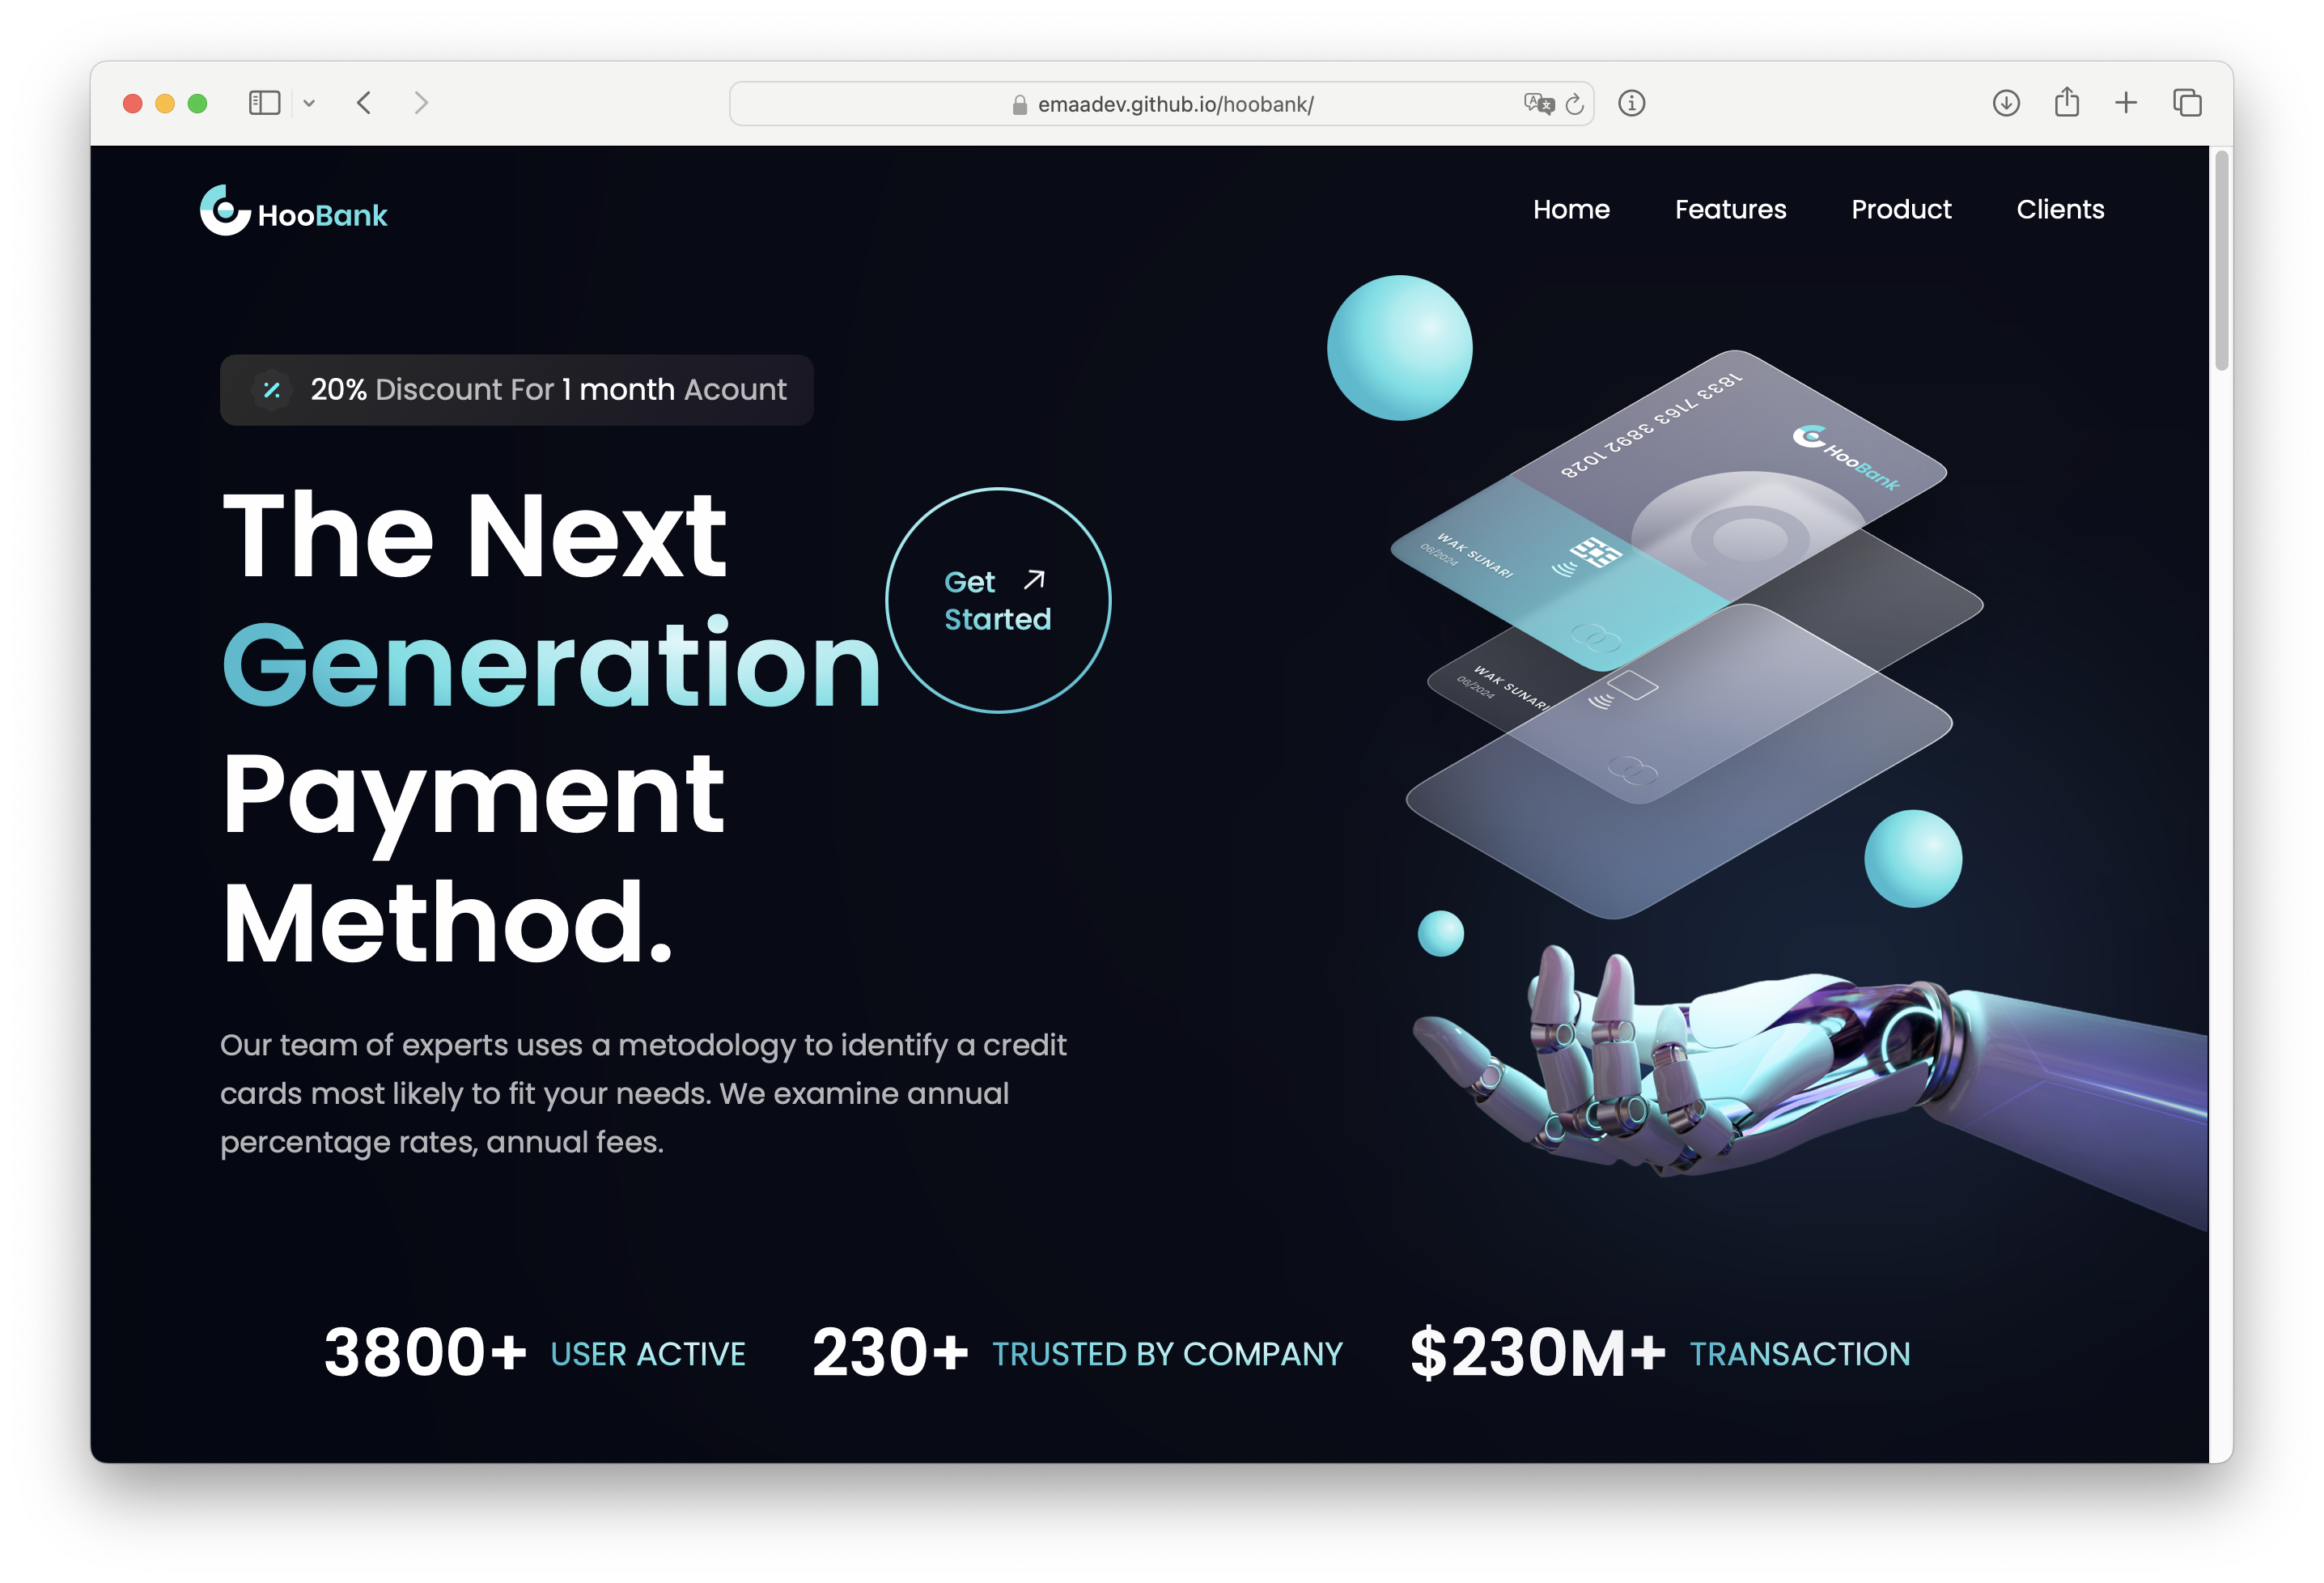 emaadev.github.io/hoobank/
HooBank
Home Features Product Clients
20% Discount For 1 month Acount
The Next
Generation
Payment
Method.
Get
Started
Our team of experts uses a metodology to identify a credit
cards most likely to fit your needs. We examine annual
percentage rates, annual fees.
1833 7163 3892 1028
HooBank
WAK SUNARI
06/2024
WAK SUNARI
06/2024
3800+ USER ACTIVE
230+ TRUSTED BY COMPANY
$230M+ TRANSACTION